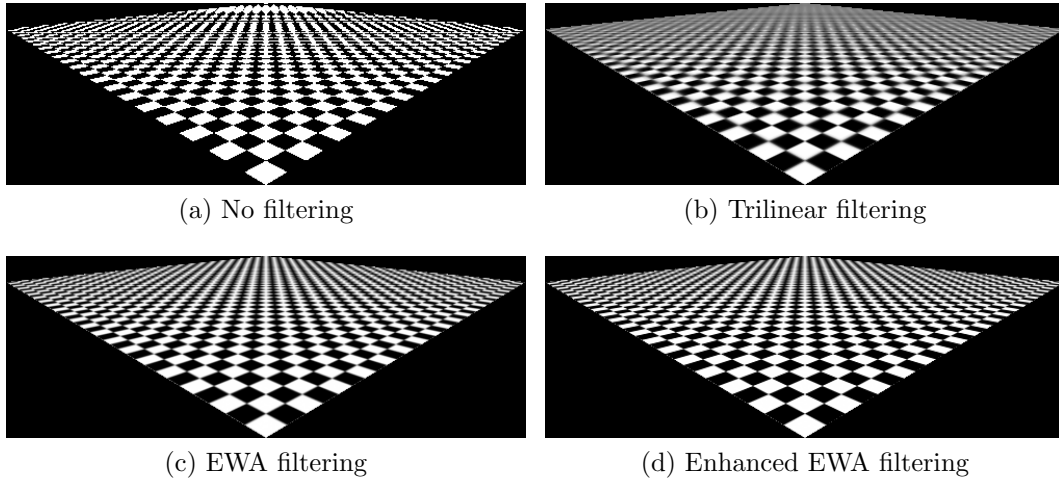 (a) No filtering
(b) Trilinear filtering
(c) EWA filtering
(d) Enhanced EWA filtering